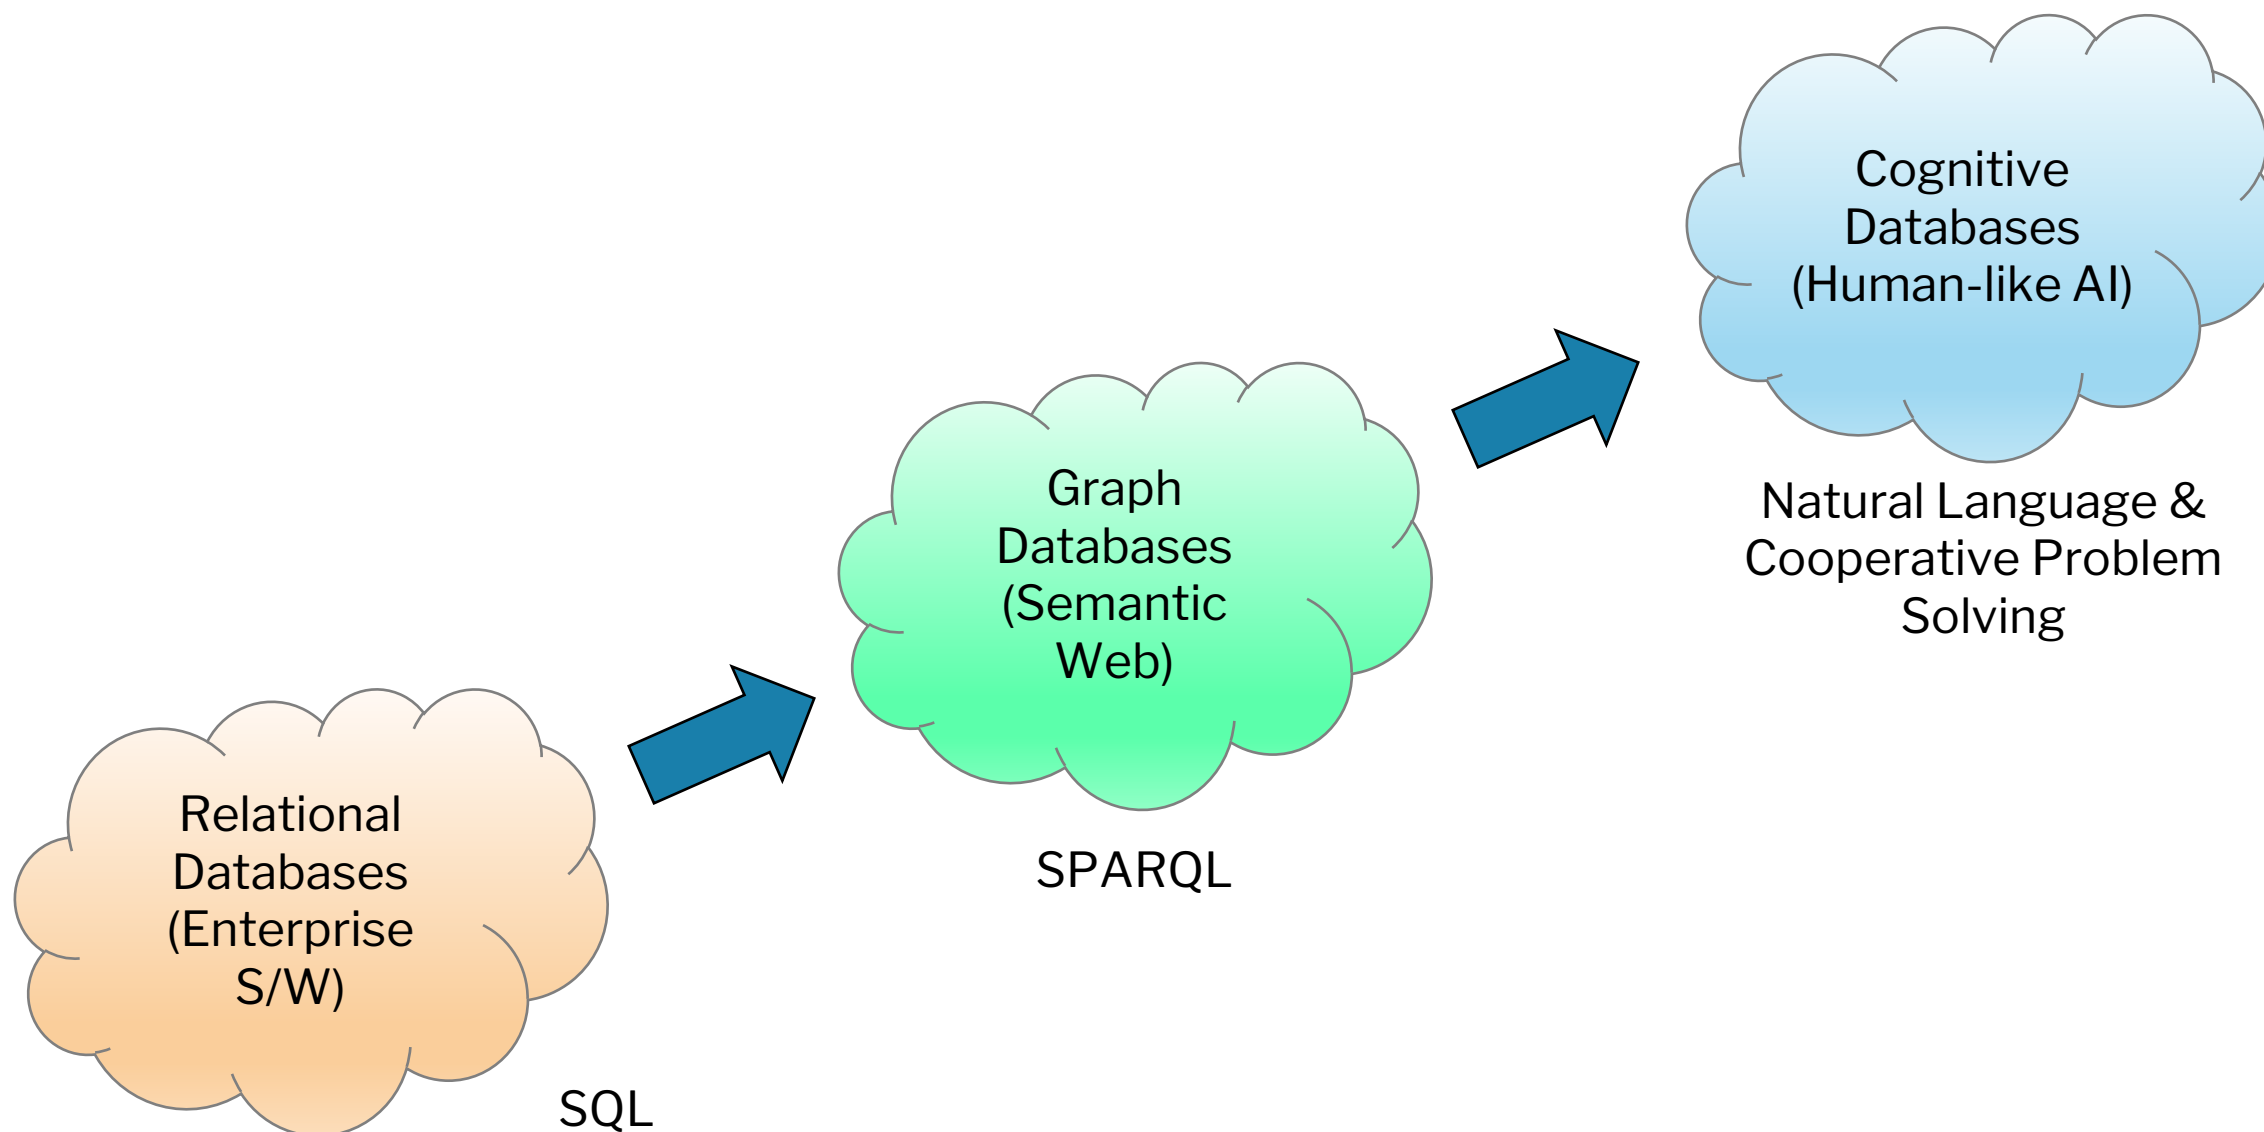 Cognitive
Databases
(Human-like AI)
Natural Language &
Cooperative Problem
Solving
Graph
Databases
(Semantic
Web)
SPARQL
Relational
Databases
(Enterprise
S/W)
SQL